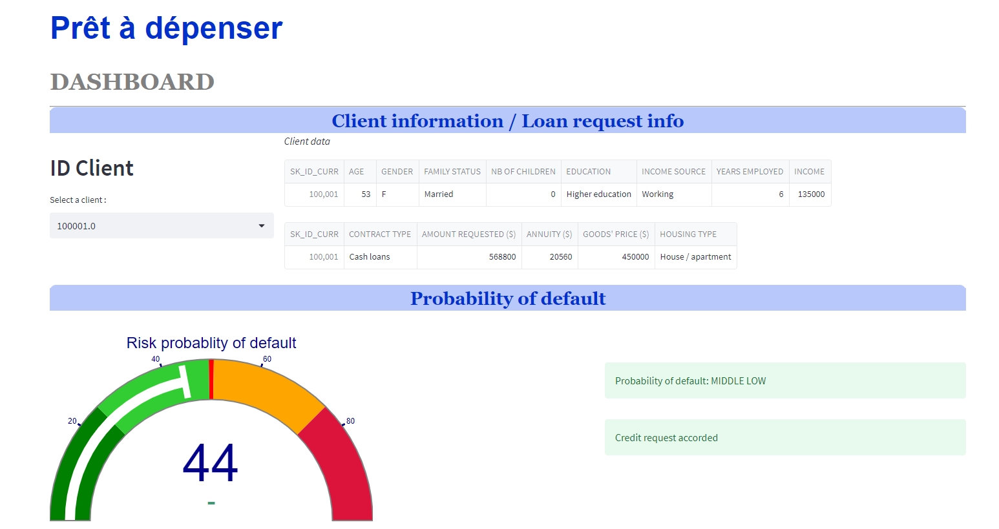 Prêt à dépenser
DASHBOARD
Client information / Loan request info
Client data
ID Client
Select a client :
100001.0
SK_ID_CURR AGE GENDER FAMILY STATUS NB OF CHILDREN EDUCATION INCOME SOURCE YEARS EMPLOYED INCOME
100,001 53 F Married 0 Higher education Working 6 135000
SK_ID_CURR CONTRACT TYPE AMOUNT REQUESTED ($) ANNUITY ($) GOODS' PRICE ($) HOUSING TYPE
100,001 Cash loans 568800 20560 450000 House / apartment
Probability of default
Risk probablity of default
40 60
20 80
44
-
Probability of default: MIDDLE LOW
Credit request accorded